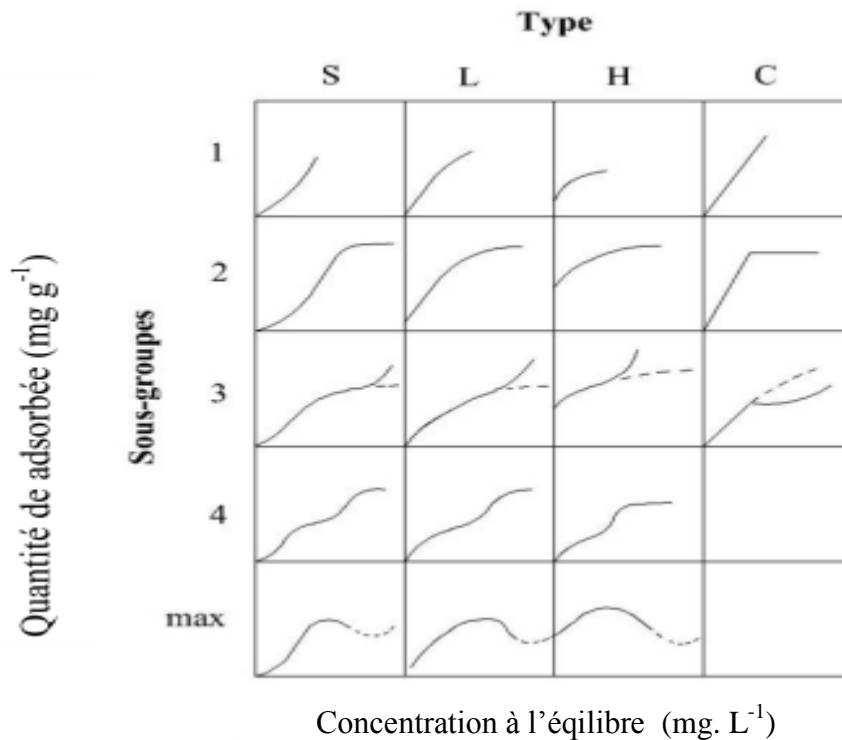 Type
S L H C
1
2
3
4
max
Sous-groupes
Quantité de adsorbée (mg g⁻¹)
Concentration à l’éqilibre (mg. L⁻¹)